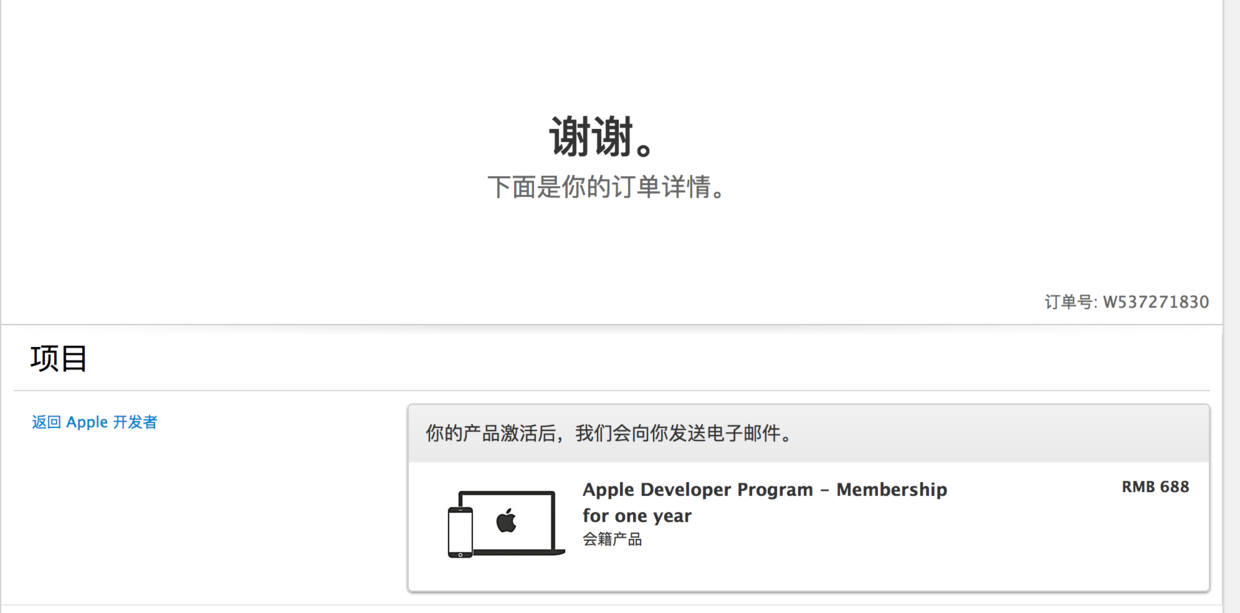 谢谢。
下面是你的订单详情。
订单号: W537271830
项目
返回 Apple 开发者
你的产品激活后，我们会向你发送电子邮件。
Apple Developer Program – Membership
for one year
RMB 688
会籍产品